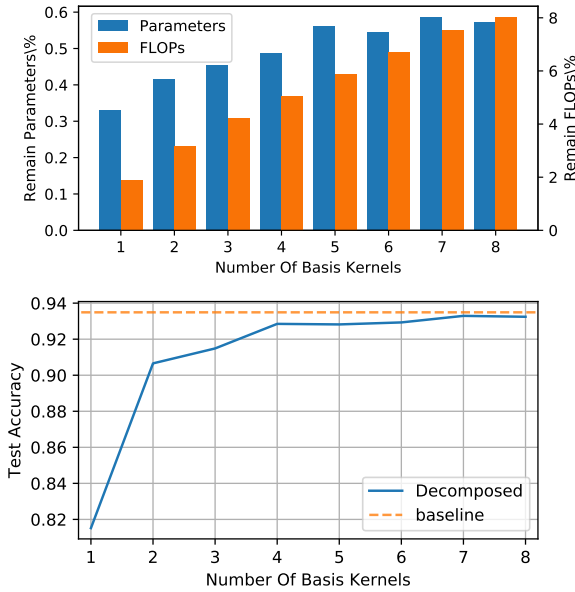 Parameters
FLOPs
Remain Parameters\%
Remain FLOPs\%
0.6
0.5
0.4
0.3
0.2
0.1
0.0
8
6
4
2
0
1 2 3 4 5 6 7 8
Number Of Basis Kernels
Test Accuracy
0.94
0.92
0.90
0.88
0.86
0.84
0.82
Decomposed
baseline
1 2 3 4 5 6 7 8
Number Of Basis Kernels